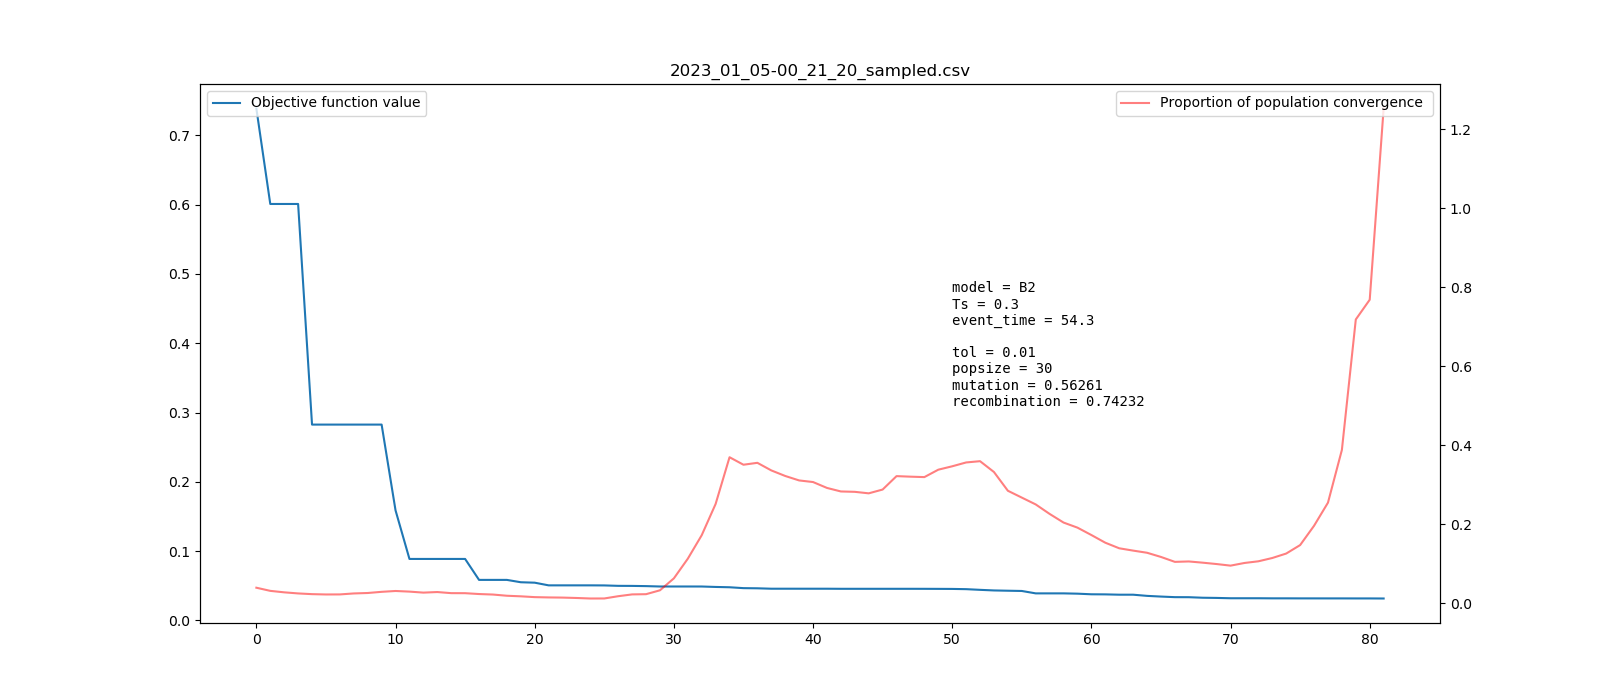 2023_01_05-00_21_20_sampled.csv
Objective function value
Proportion of population convergence
0.7
0.6
0.5
0.4
0.3
0.2
0.1
0.0
1.2
1.0
0.8
0.6
0.4
0.2
0.0
model = B2
Ts = 0.3
event_time = 54.3
tol = 0.01
popsize = 30
mutation = 0.56261
recombination = 0.74232
0 10 20 30 40 50 60 70 80